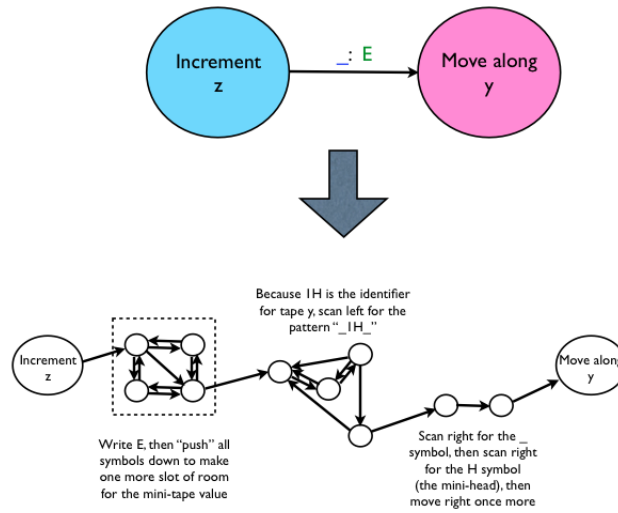 Increment
z
_: E
Move along
y
Because 1H is the identifier
for tape y, scan left for the
pattern “_1H_”
Increment
z
Move along
y
Write E, then “push” all
symbols down to make
one more slot of room
for the mini-tape value
Scan right for the _
symbol, then scan right
for the H symbol
(the mini-head), then
move right once more